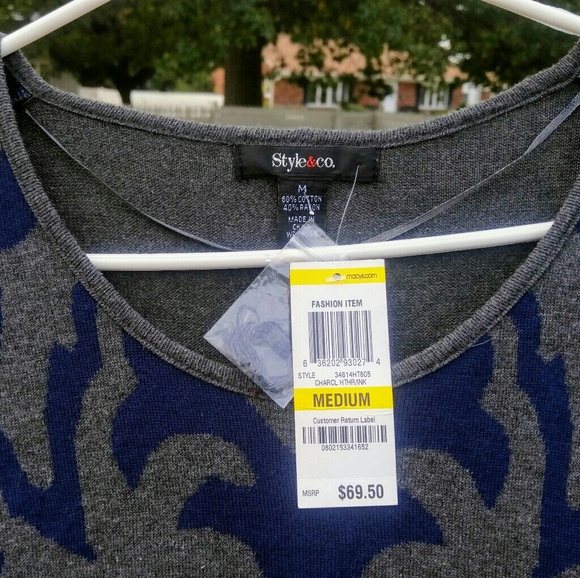 Style&co.
M
60% COTTON
40% RAYON
MADE IN
macys.com
FASHION ITEM
6 36202 93027 4
STYLE 34614HT805
CHARCL HTHR/INK
MEDIUM
Customer Return Label
0802153341652
MSRP $69.50